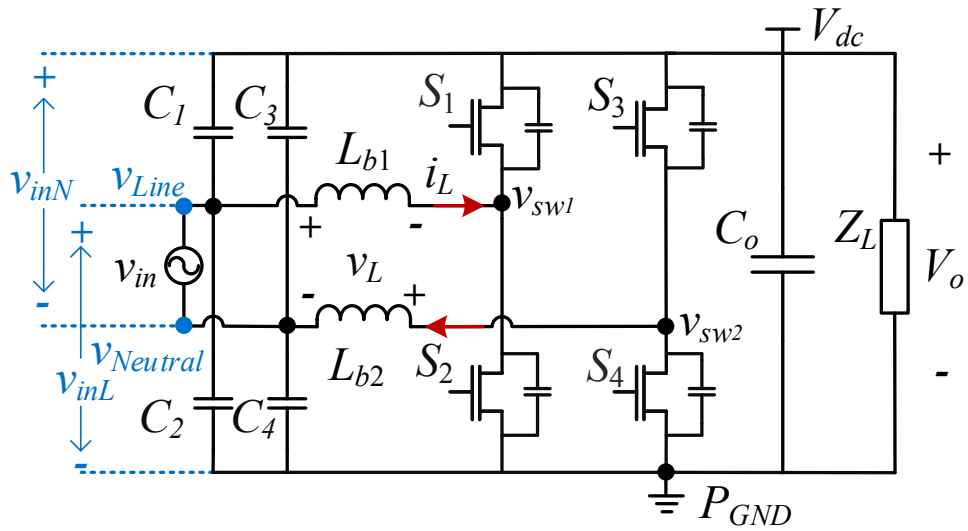 V_dc
+
C_1
C_3
S_1
S_3
v_inN
v_Line
L_b1
i_L
v_sw1
+
+
-
+
v_in
v_L
C_o
Z_L
V_o
-
-
+
v_Neutral
v_sw2
v_inL
L_b2
S_2
S_4
-
C_2
C_4
-
P_GND